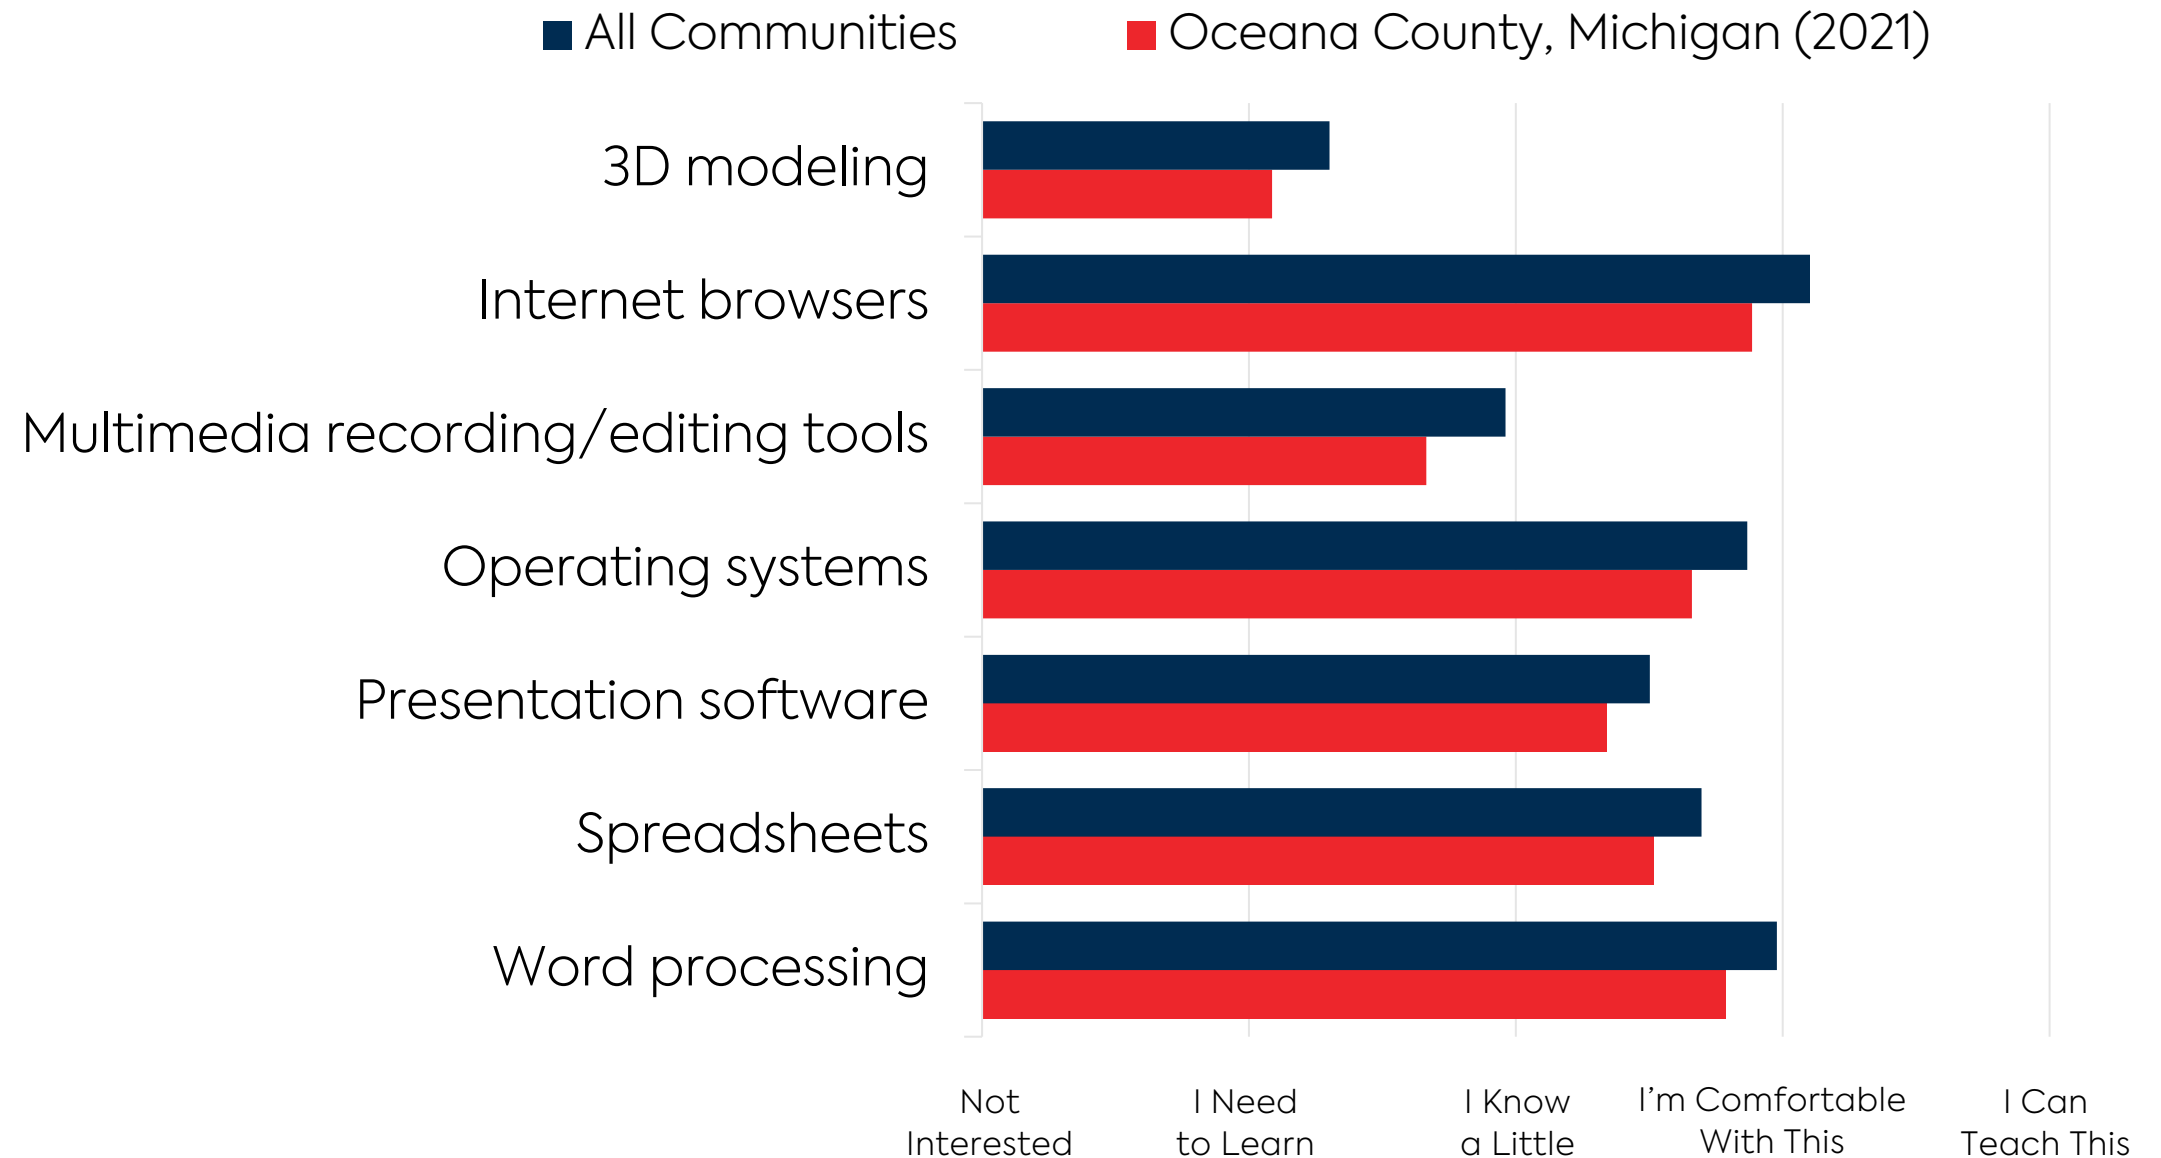 All Communities
Oceana County, Michigan (2021)
3D modeling
Internet browsers
Multimedia recording/editing tools
Operating systems
Presentation software
Spreadsheets
Word processing
Not
Interested
I Need
to Learn
I Know
a Little
I’m Comfortable
With This
I Can
Teach This